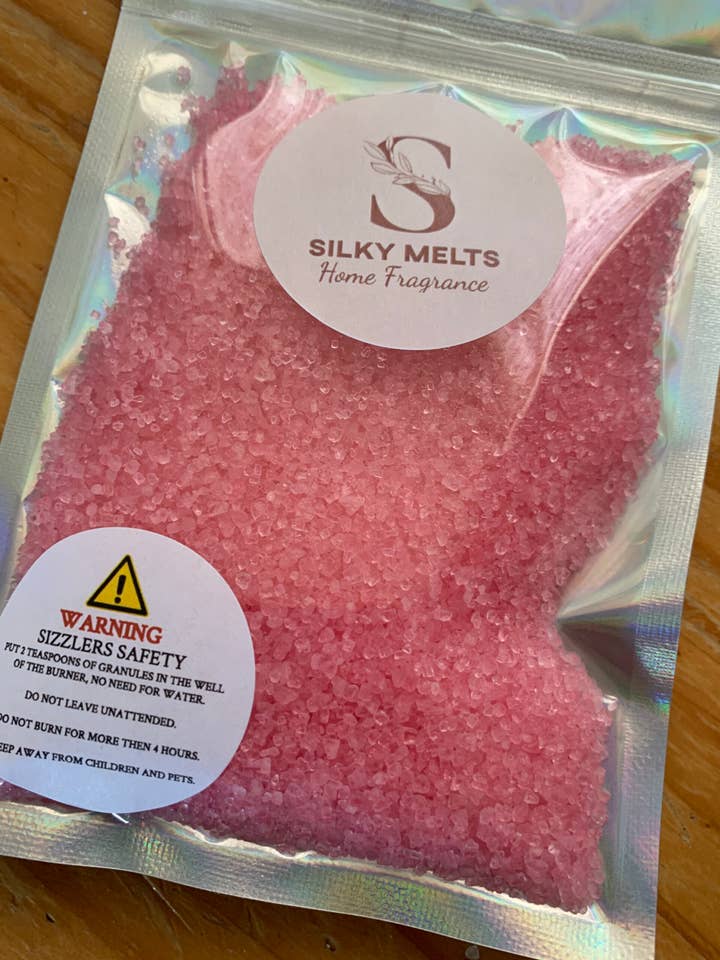 S
SILKY MELTS
Home Fragrance
WARNING
SIZZLERS SAFETY
PUT 2 TEASPOONS OF GRANULES IN THE WELL
OF THE BURNER, NO NEED FOR WATER.
DO NOT LEAVE UNATTENDED.
DO NOT BURN FOR MORE THEN 4 HOURS.
EEP AWAY FROM CHILDREN AND PETS.